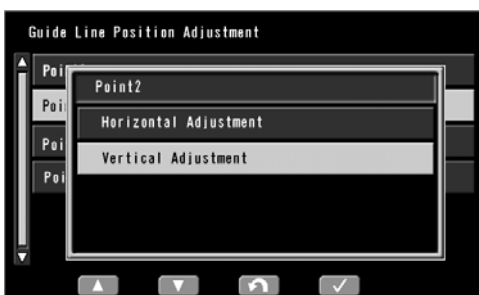 Guide Line Position Adjustment
Point2
Horizontal Adjustment
Vertical Adjustment